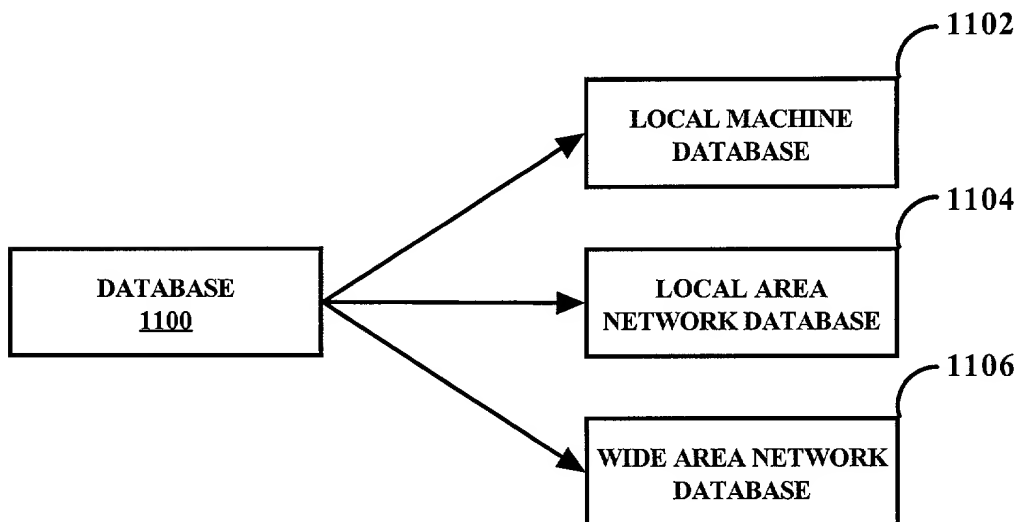 1102
LOCAL MACHINE
DATABASE
1104
DATABASE
1100
LOCAL AREA
NETWORK DATABASE
1106
WIDE AREA NETWORK
DATABASE